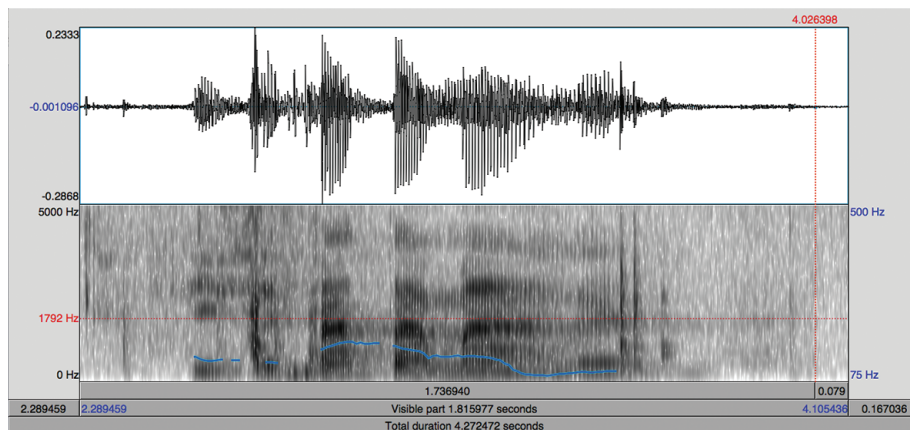 4.026398
0.2333
-0.001096
-0.2868
5000 Hz 500 Hz
1792 Hz
0 Hz 75 Hz
1.736940 0.079
2.289459 2.289459 Visible part 1.815977 seconds 4.105436 0.167036
Total duration 4.272472 seconds